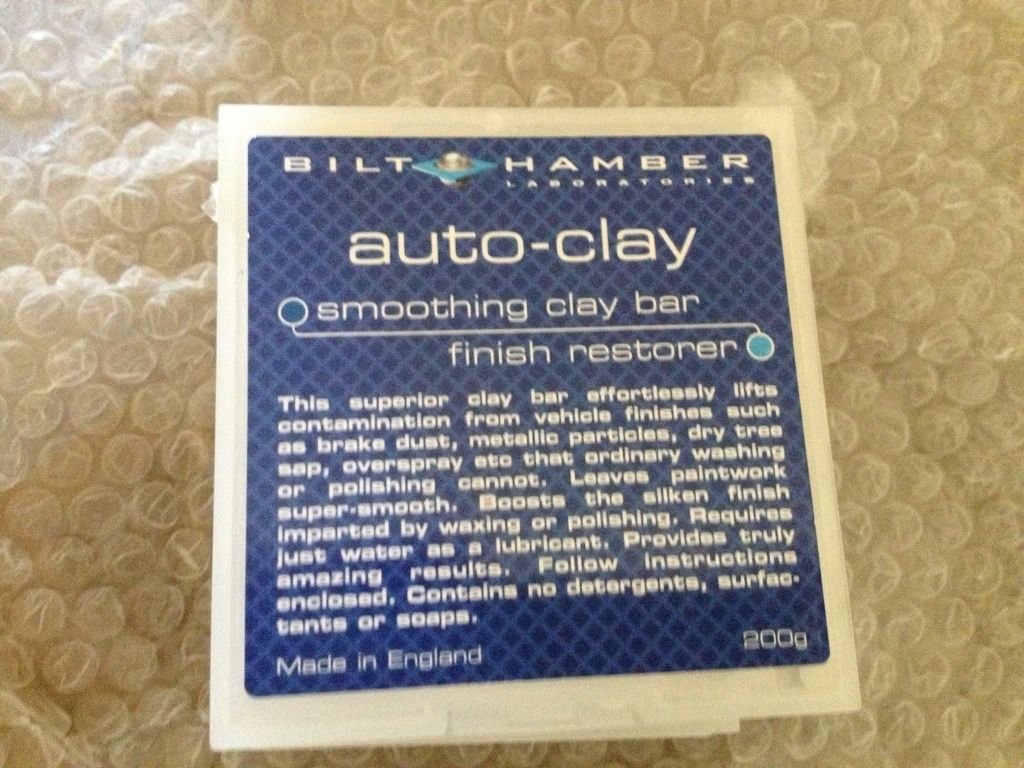 BILT HAMBER
LABORATORIES
auto-clay
smoothing clay bar
finish restorer
This superior clay bar effortlessly lifts
contamination from vehicle finishes such
as brake dust, metallic particles, dry tree
sap, overspray etc that ordinary washing
or polishing cannot. Leaves paintwork
super-smooth. Boosts the silken finish
imparted by waxing or polishing. Requires
just water as a lubricant. Provides truly
amazing results. Follow instructions
enclosed. Contains no detergents, surfac-
tants or soaps.
Made in England
200g